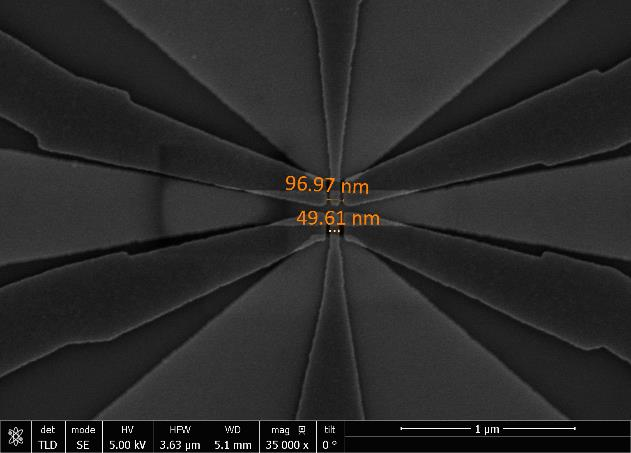 96.97 nm
49.61 nm
det mode HV HFW WD mag tilt 1 µm
TLD SE 5.00 kV 3.63 µm 5.1 mm 35 000 x 0 °